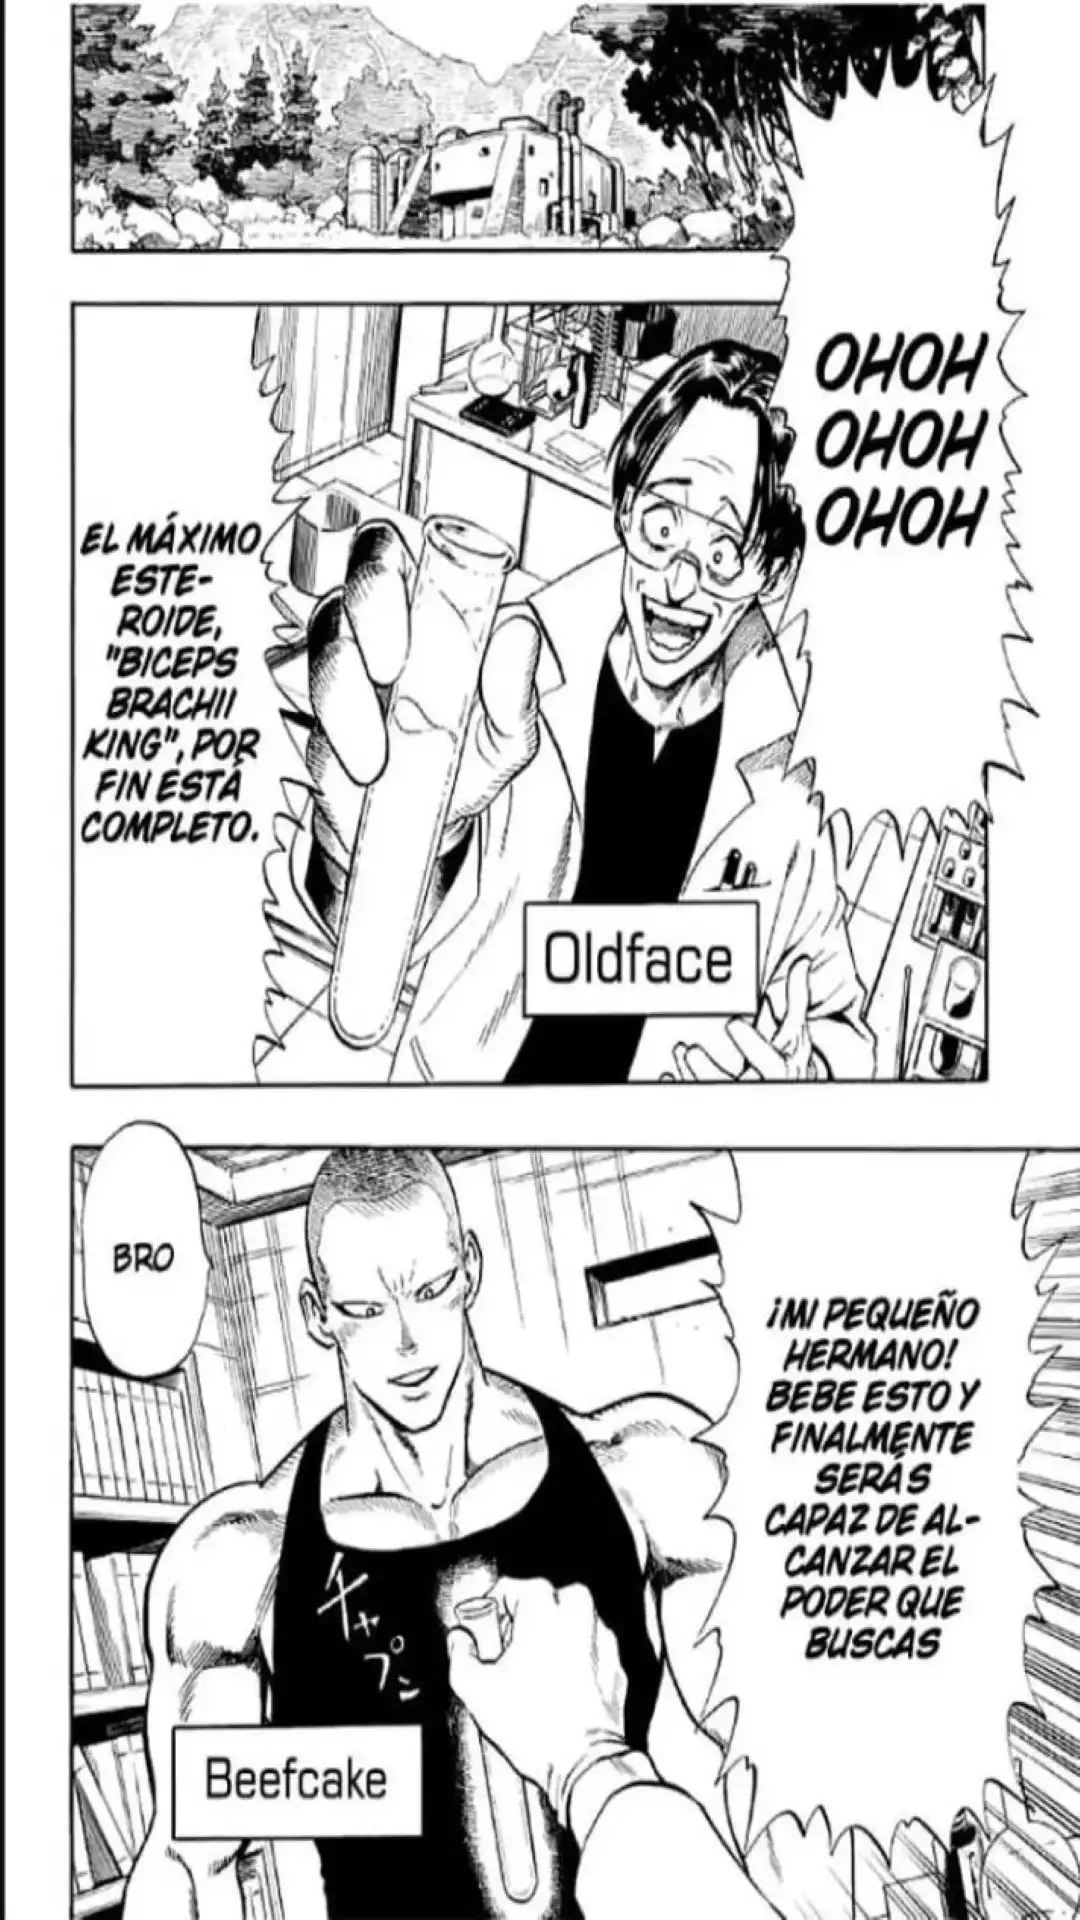 OHOH
OHOH
OHOH
EL MÁXIMO
ESTE-
ROIDE,
"BICEPS
BRACHII
KING", POR
FIN ESTÁ
COMPLETO.
Oldface
BRO
¡MI PEQUEÑO
HERMANO!
BEBE ESTO Y
FINALMENTE
SERÁS
CAPAZ DE AL-
CANZAR EL
PODER QUE
BUSCAS
チャプン
Beefcake